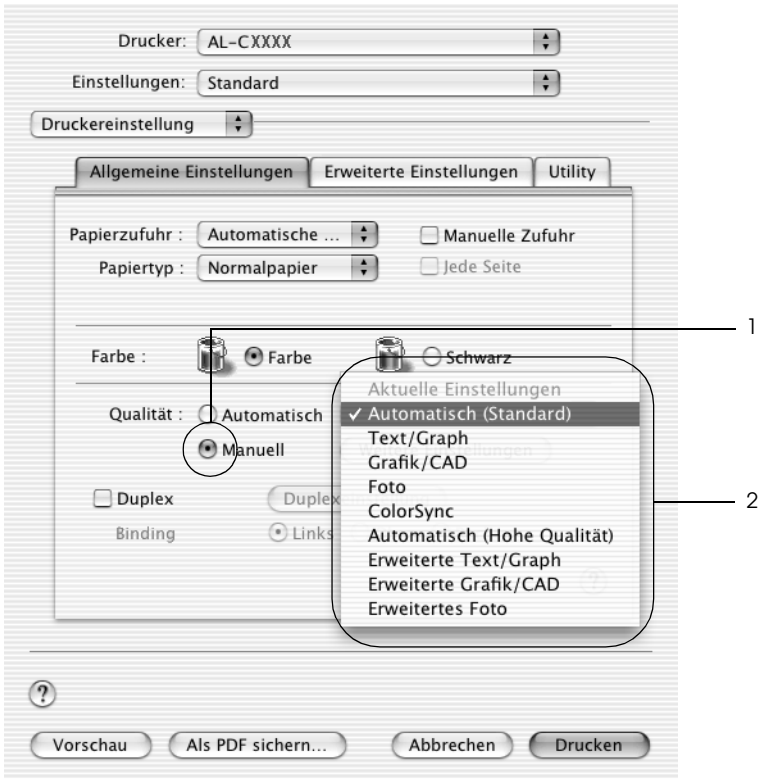 Drucker: AL-CXXXX
Einstellungen: Standard
Druckereinstellung
Allgemeine Einstellungen Erweiterte Einstellungen Utility
Papierzufuhr : Automatische ... Manuelle Zufuhr
Papiertyp : Normalpapier Jede Seite
1
Farbe : Farbe Schwarz
Aktuelle Einstellungen
Qualität : Automatisch ✓ Automatisch (Standard)
Text/Graph
Manuell
Grafik/CAD
Foto
Duplex Duplex
2
ColorSync
Binding Links Automatisch (Hohe Qualität)
Erweiterte Text/Graph
Erweiterte Grafik/CAD
?
Erweitertes Foto
?
Vorschau Als PDF sichern... Abbrechen Drucken